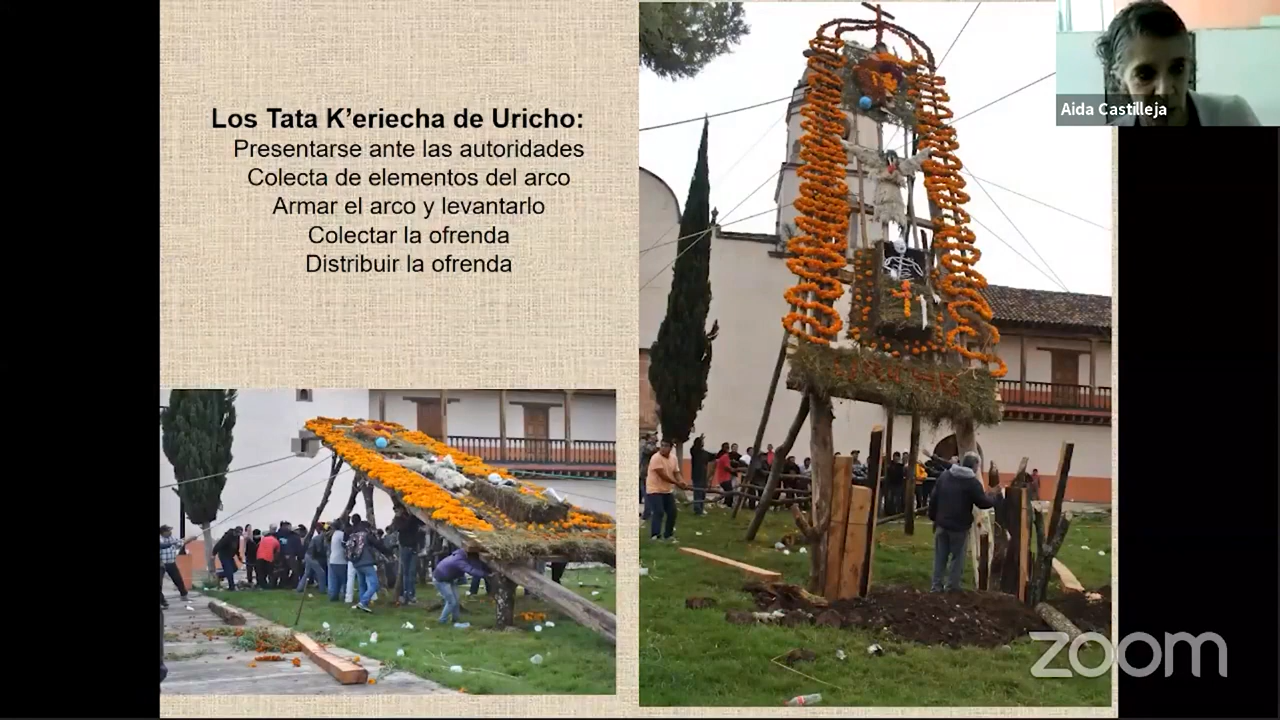 Los Tata K’eriecha de Uricho:
Presentarse ante las autoridades
Colecta de elementos del arco
Armar el arco y levantarlo
Colectar la ofrenda
Distribuir la ofrenda
Aida Castilleja
zoom